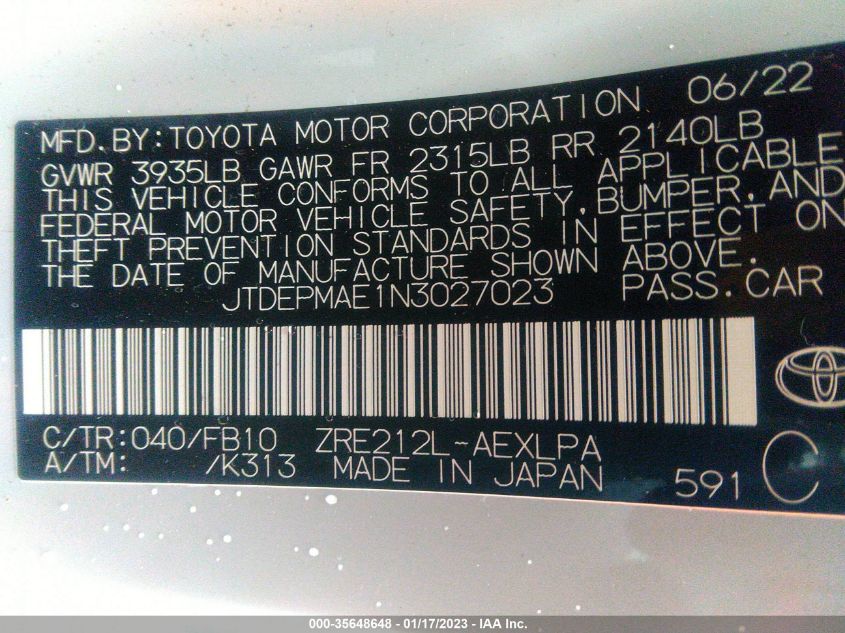 MFD.BY:TOYOTA MOTOR CORPORATION 06/22
GVWR 3935LB GAWR FR 2315LB RR 2140LB
THIS VEHICLE CONFORMS TO ALL APPLICABLE
FEDERAL MOTOR VEHICLE SAFETY,BUMPER,AND
THEFT PREVENTION STANDARDS IN EFFECT ON
THE DATE OF MANUFACTURE SHOWN ABOVE.
JTDEPMAE1N3027023 PASS.CAR
C/TR:040/FB10 ZRE212L-AEXLPA
A/TM: /K313 MADE IN JAPAN 591 C
000-35648648 - 01/17/2023 - IAA Inc.